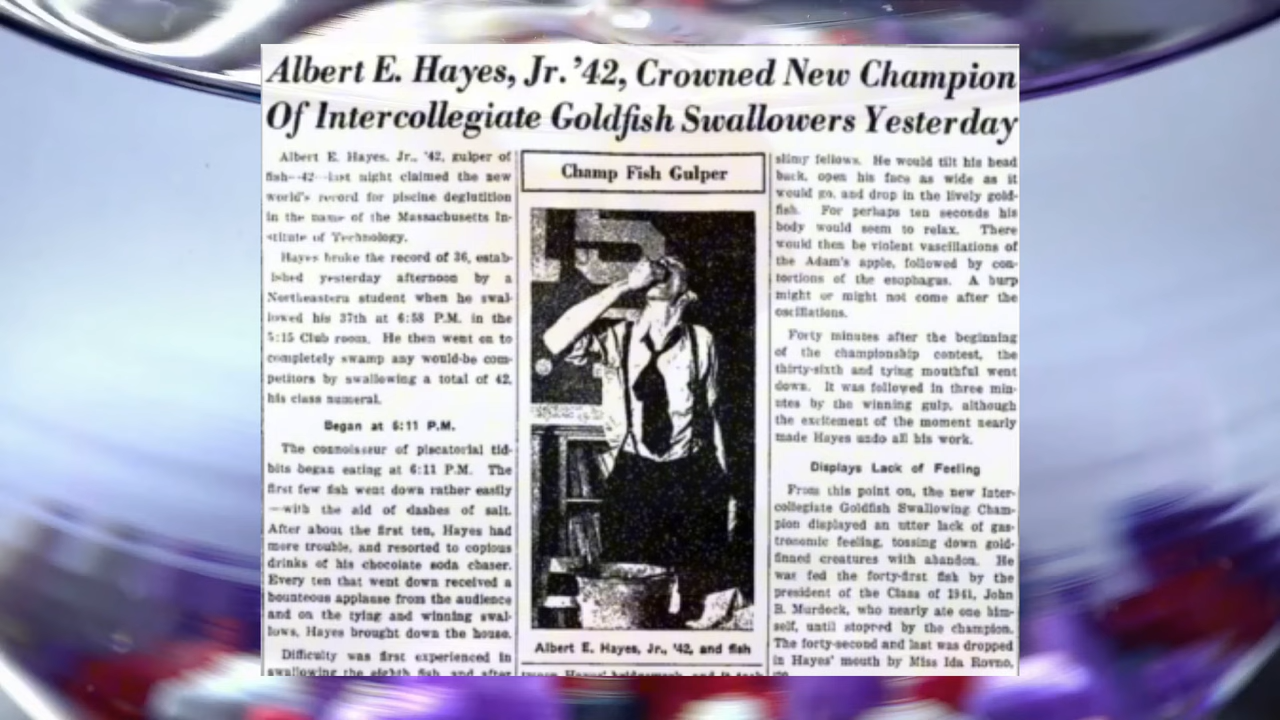 Albert E. Hayes, Jr. '42, Crowned New Champion
Of Intercollegiate Goldfish Swallowers Yesterday
Albert E. Hayes, Jr., '42, gulper of
fish—42—last night claimed the new
world's record for piscine deglutition
in the name of the Massachusetts In-
stitute of Technology.
Hayes broke the record of 36, estab-
lished yesterday afternoon by a
Northeastern student when he swal-
lowed his 37th at 6:58 P.M. in the
5:15 Club room. He then went on to
completely swamp any would-be com-
petitors by swallowing a total of 42,
his class numeral.
Began at 6:11 P.M.
The connoisseur of piscatorial tid-
bits began eating at 6:11 P.M. The
first few fish went down rather easily
—with the aid of dashes of salt.
After about the first ten, Hayes had
more trouble, and resorted to copious
drinks of his chocolate soda chaser.
Every ten that went down received a
bounteous applause from the audience
and on the tying and winning swal-
lows, Hayes brought down the house.
Difficulty was first experienced in
swallowing the eighth fish, and after
Champ Fish Gulper
Albert E. Hayes, Jr., '42, and fish
slimy fellows. He would tilt his head
back, open his face as wide as it
would go, and drop in the lively gold-
fish. For perhaps ten seconds his
body would seem to relax. There
would then be violent vascillations of
the Adam's apple, followed by con-
tortions of the esophagus. A burp
might or might not come after the
oscillations.
Forty minutes after the beginning
of the championship contest, the
thirty-sixth and tying mouthful went
down. It was followed in three min-
utes by the winning gulp, although
the excitement of the moment nearly
made Hayes undo all his work.
Displays Lack of Feeling
From this point on, the new Inter-
collegiate Goldfish Swallowing Cham-
pion displayed an utter lack of gas-
tronomic feeling, tossing down gold-
finned creatures with abandon. He
was fed the forty-first fish by the
president of the Class of 1941, John
B. Murdock, who nearly ate one him-
self, until stopped by the champion.
The forty-second and last was dropped
in Hayes' mouth by Miss Ida Rovno,